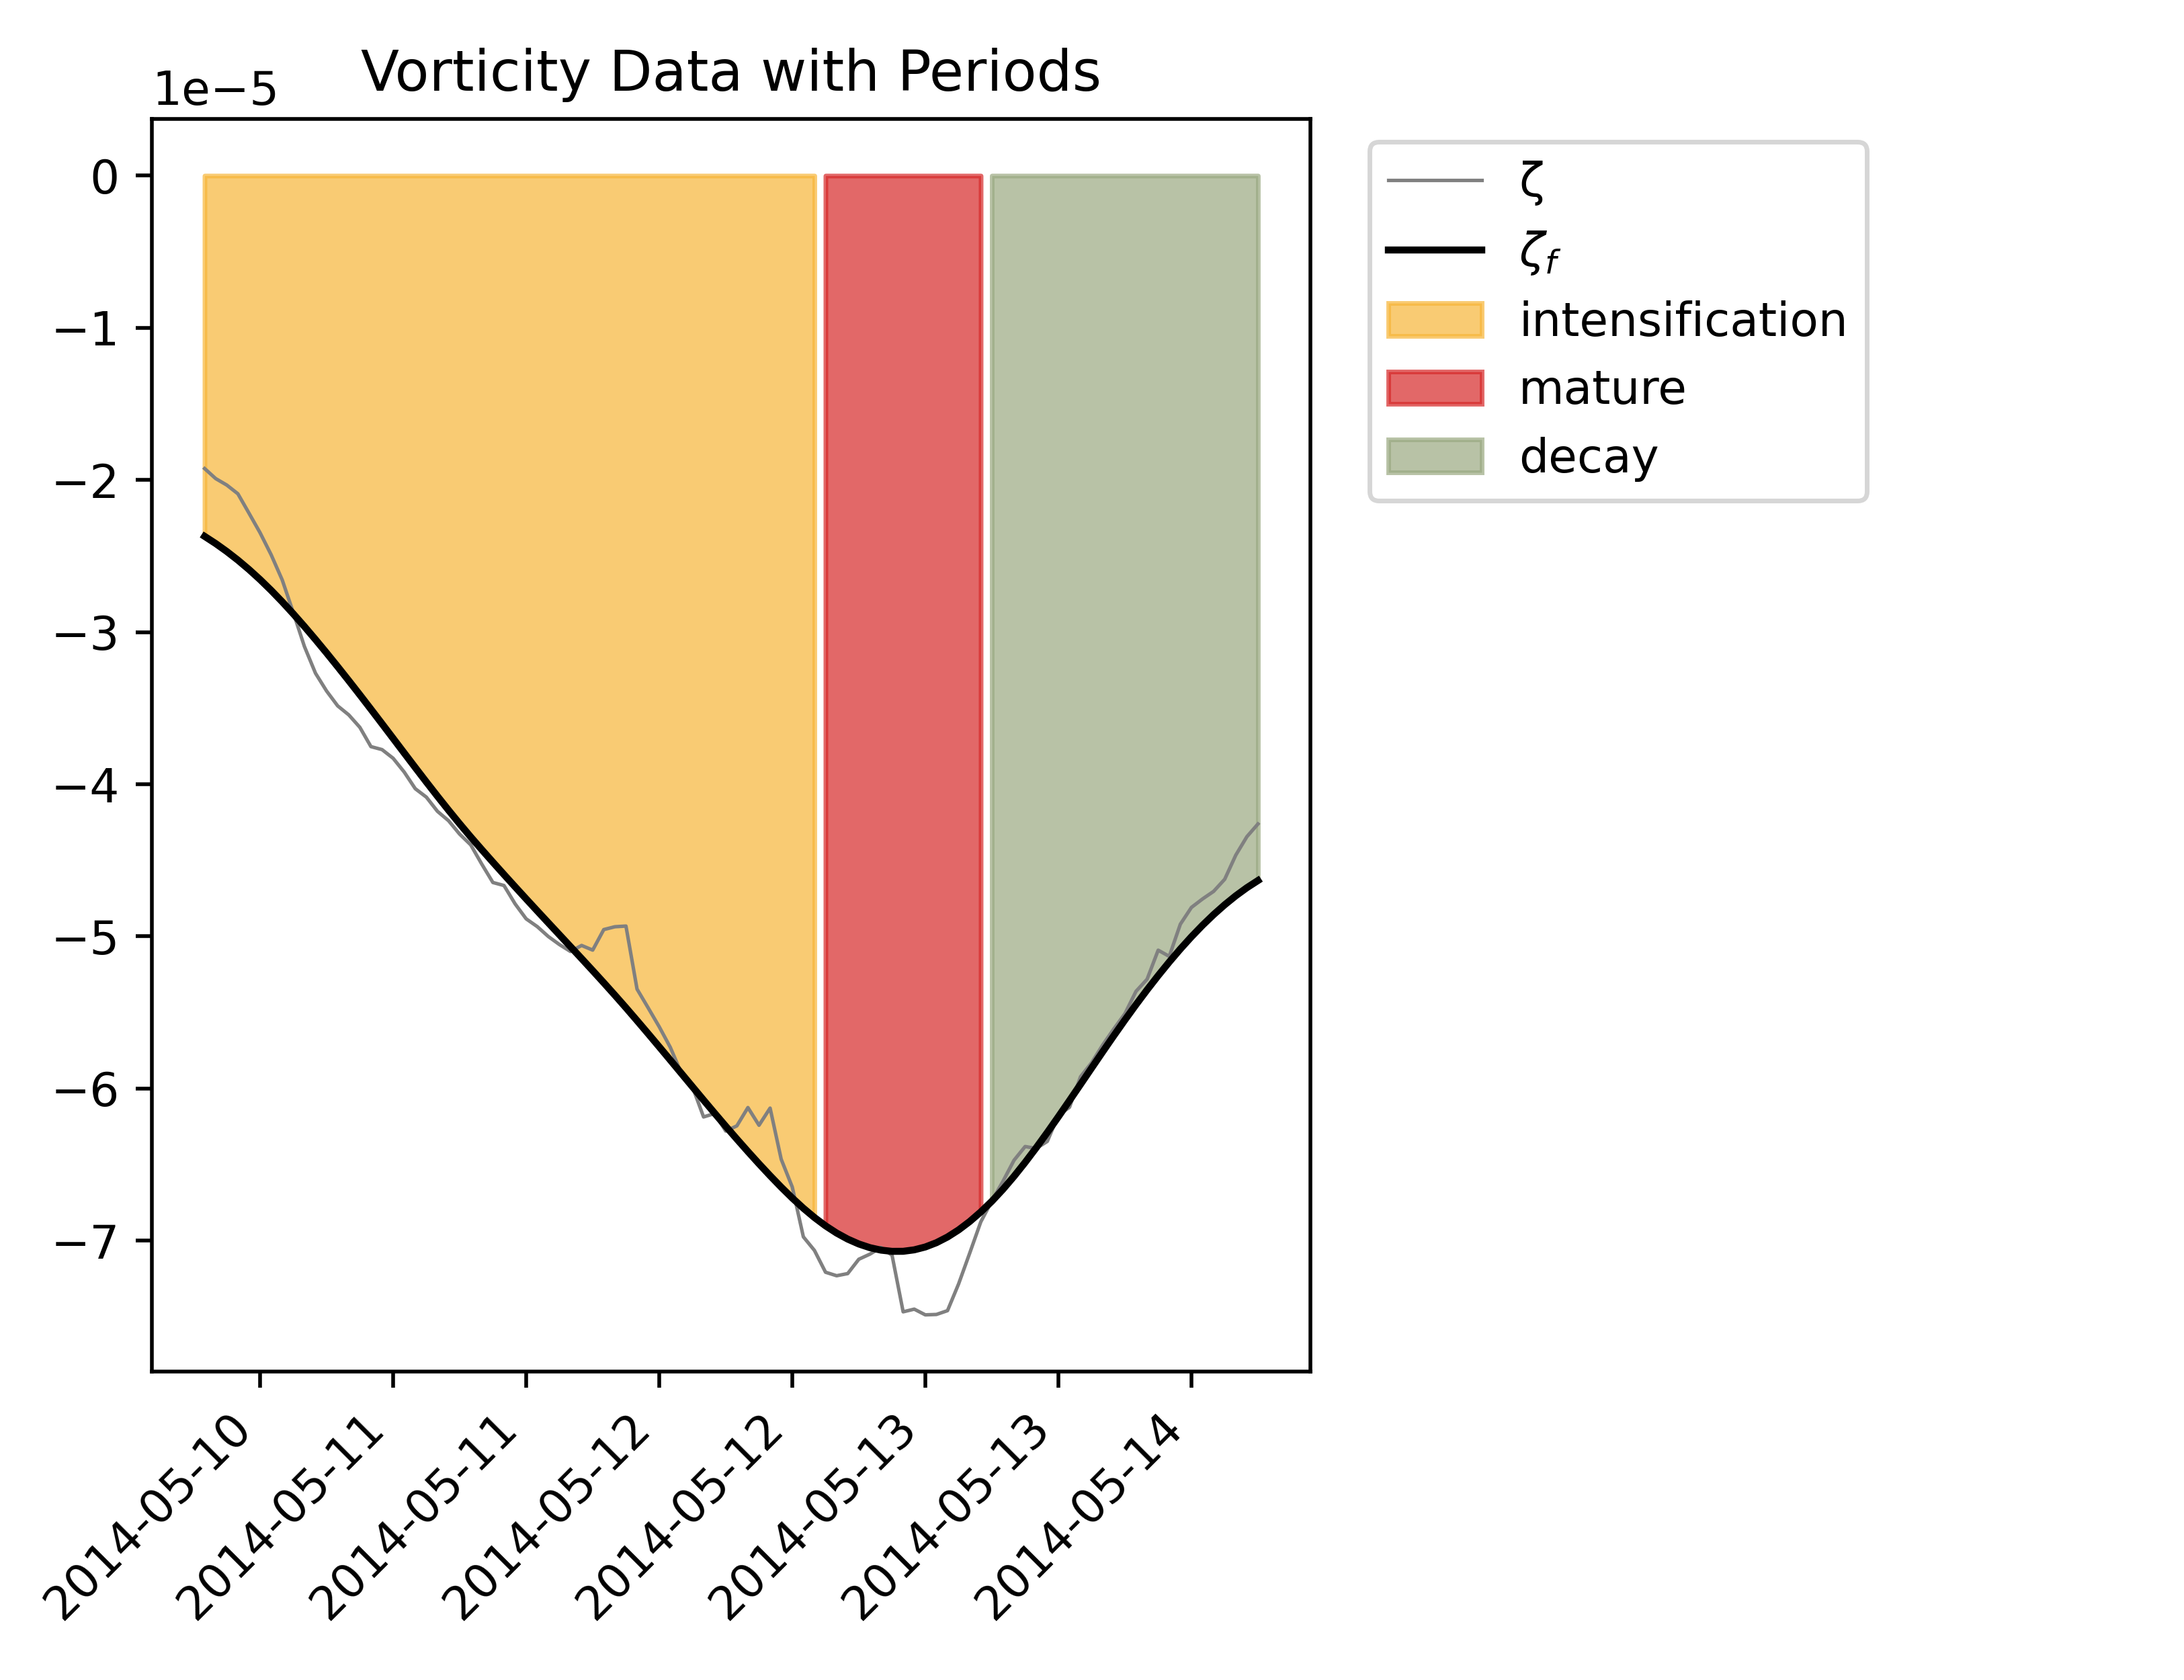 Vorticity Data with Periods
1e−5
0
−1
−2
−3
−4
−5
−6
−7
2014-05-10
2014-05-11
2014-05-11
2014-05-12
2014-05-12
2014-05-13
2014-05-13
2014-05-14
ζ
ζf
intensification
mature
decay